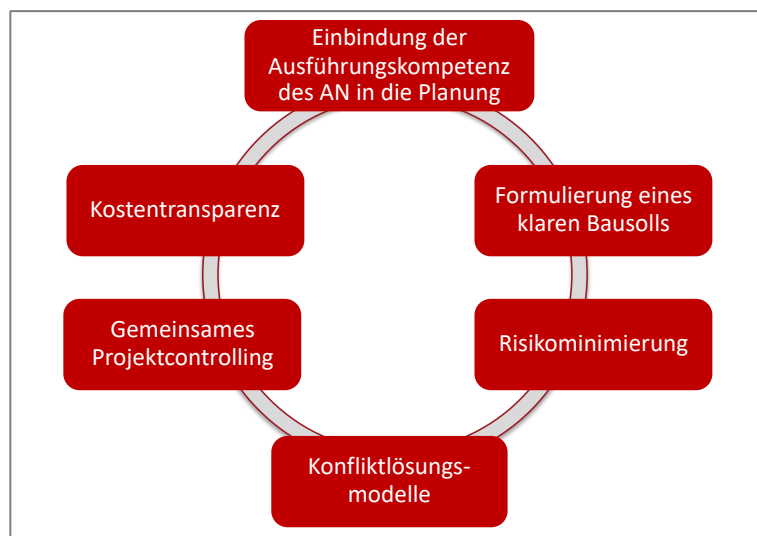 Einbindung der
Ausführungskompetenz
des AN in die Planung
Formulierung eines
klaren Bausolls
Risikominimierung
Konfliktlösungs-
modelle
Gemeinsames
Projektcontrolling
Kostentransparenz